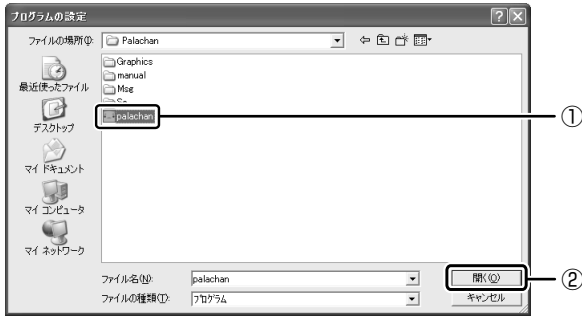 プログラムの設定
ファイルの場所(I):
Palachan
Graphics
manual
Msg
palachan
①
最近使ったファイル
デスクトップ
マイ ドキュメント
マイ コンピュータ
マイ ネットワーク
ファイル名(N):
palachan
開く(O)
②
ファイルの種類(T):
プログラム
キャンセル